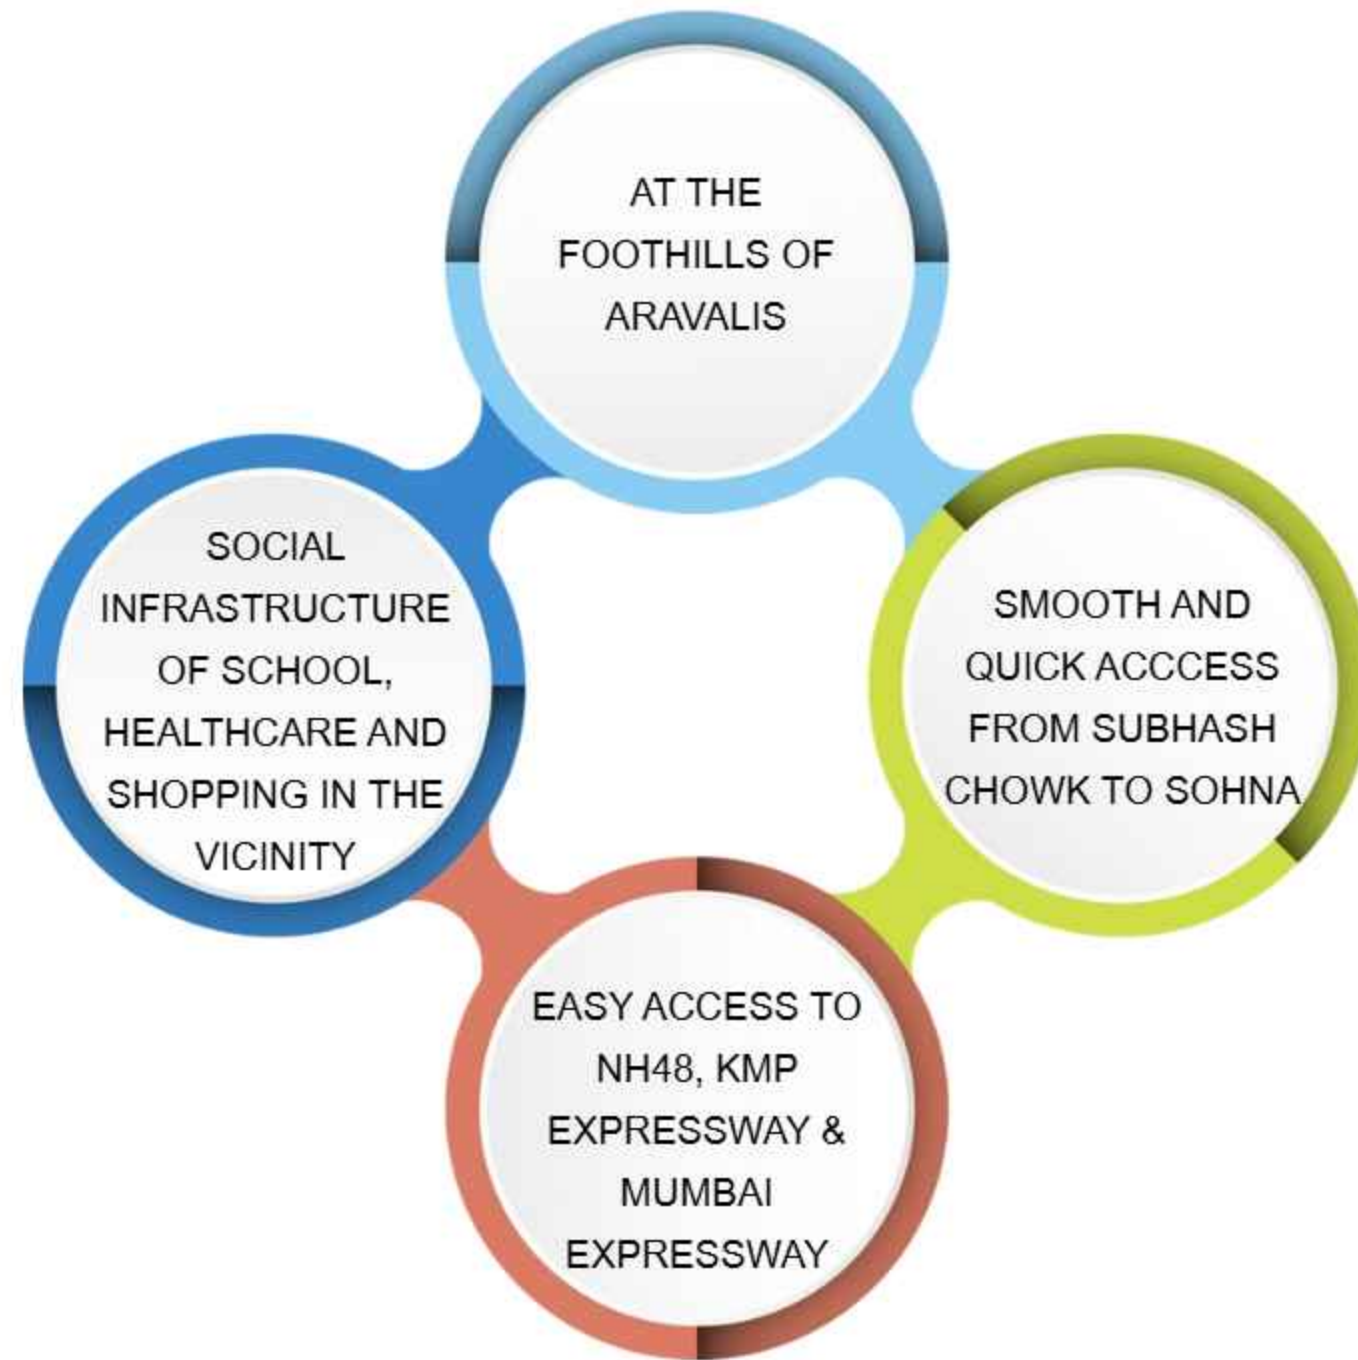 AT THE
FOOTHILLS OF
ARAVALIS
SOCIAL
INFRASTRUCTURE
OF SCHOOL,
HEALTHCARE AND
SHOPPING IN THE
VICINITY
SMOOTH AND
QUICK ACCCESS
FROM SUBHASH
CHOWK TO SOHNA
EASY ACCESS TO
NH48, KMP
EXPRESSWAY &
MUMBAI
EXPRESSWAY